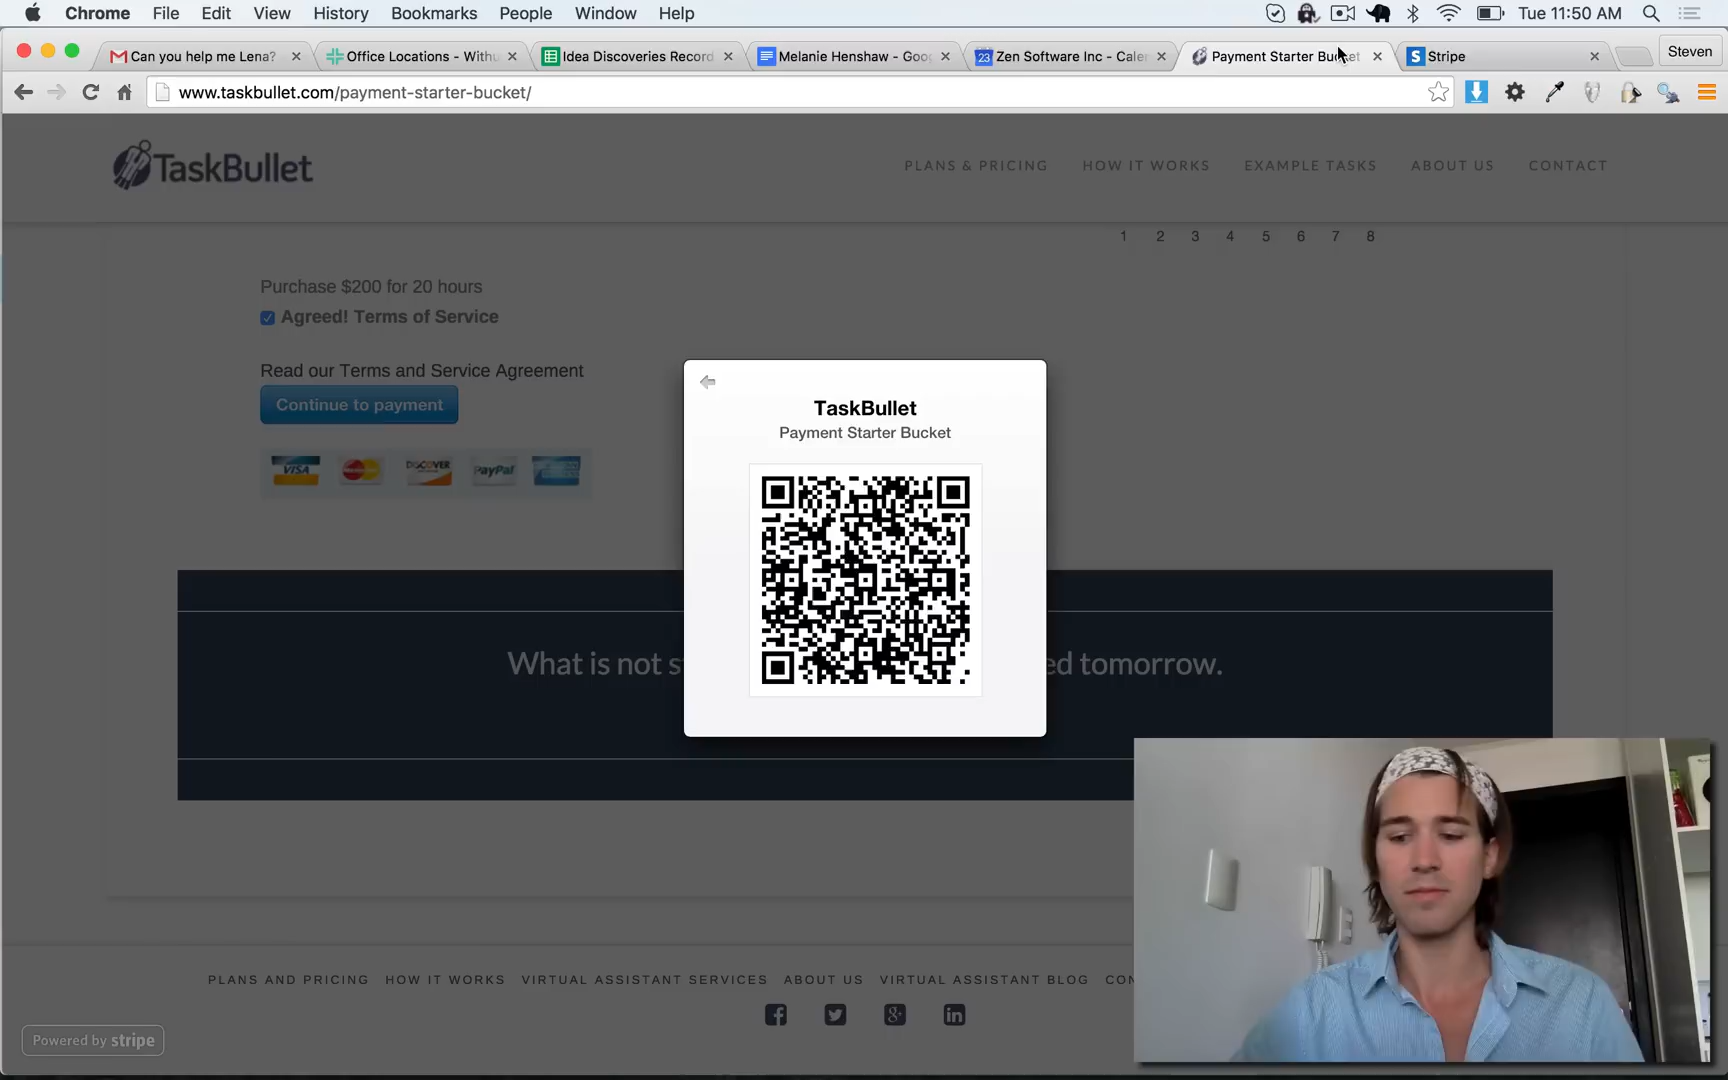 Chrome File Edit View History Bookmarks People Window Help Tue 11:50 AM
Can you help me Lena?
Office Locations - Withu
Idea Discoveries Record
Melanie Henshaw - Goo
Zen Software Inc - Caler
Payment Starter Bucket
Stripe
Steven
www.taskbullet.com/payment-starter-bucket/
TaskBullet
PLANS & PRICING HOW IT WORKS EXAMPLE TASKS ABOUT US CONTACT
1 2 3 4 5 6 7 8
Purchase $200 for 20 hours
Agreed! Terms of Service
Read our Terms and Service Agreement
Continue to payment
VISA MasterCard DISCOVER PayPal
TaskBullet
Payment Starter Bucket
What is not s
ed tomorrow.
PLANS AND PRICING HOW IT WORKS VIRTUAL ASSISTANT SERVICES ABOUT US VIRTUAL ASSISTANT BLOG CON
Powered by stripe